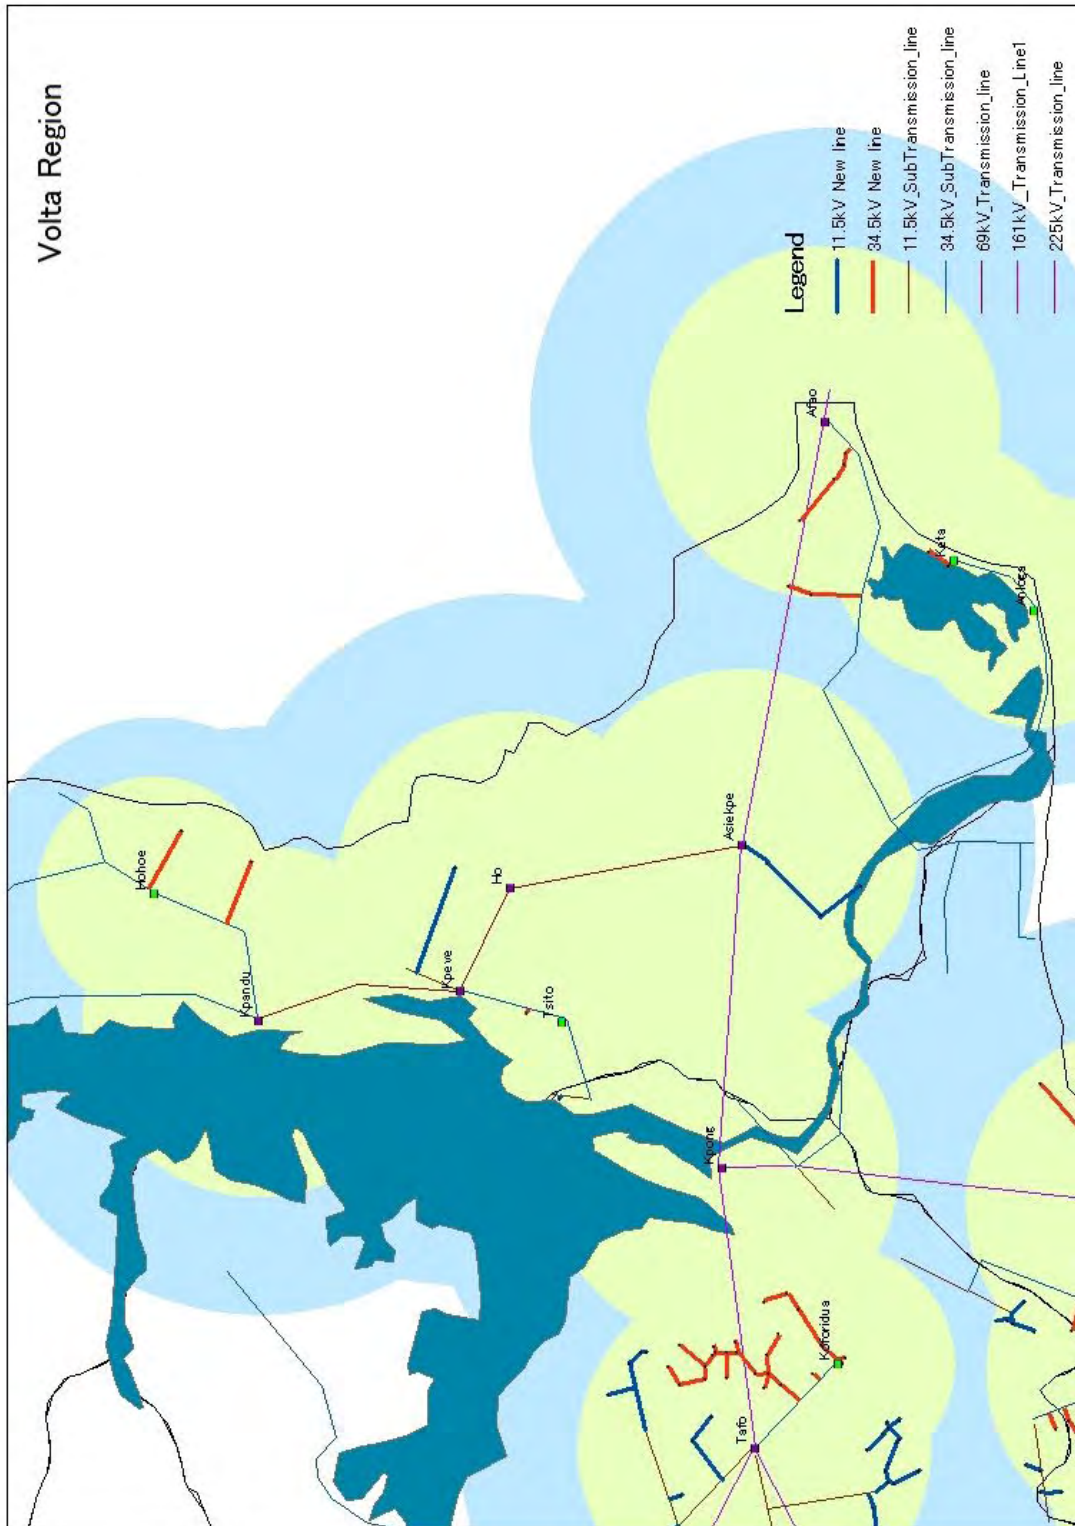 Volta Region
Legend
11.5kV New line
34.5kV New line
11.5kV_SubTransmission_line
34.5kV_SubTransmission_line
69kV_Transmission_line
161kV_Transmission_Line1
225kV_Transmission_line
Hohoe
Kpandu
Kpeve
Ho
Tsito
Asiekpe
Afao
Keta
Anloga
Kpong
Koforidua
Tafo